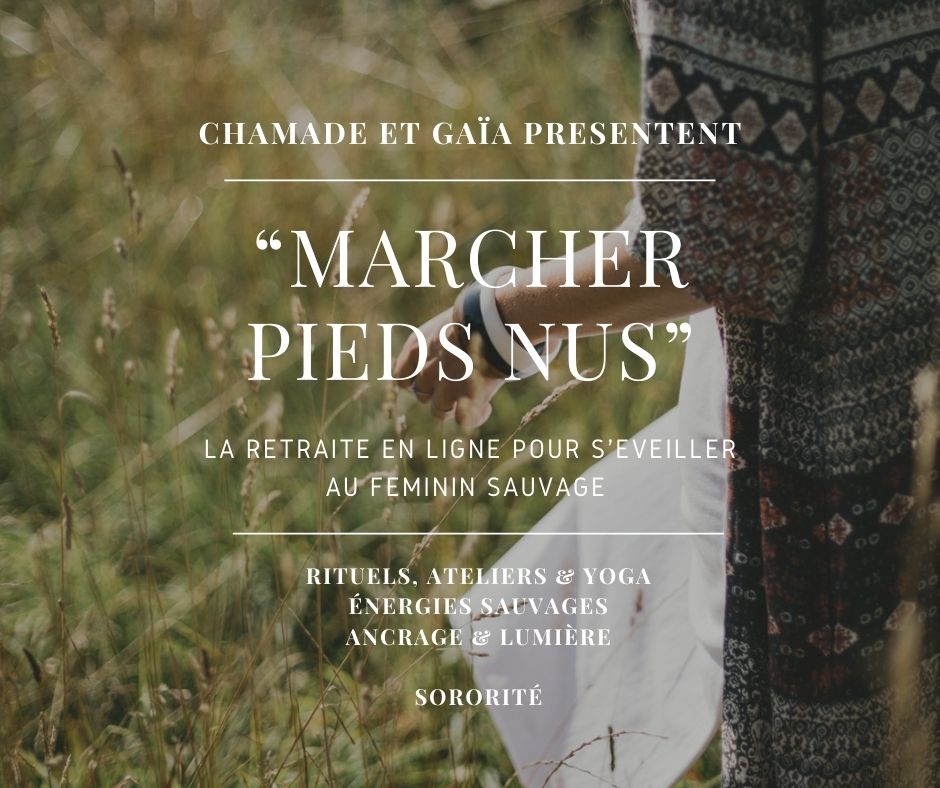 CHAMADE ET GAÏA PRESENTENT
“MARCHER
PIEDS NUS”
LA RETRAITE EN LIGNE POUR S’EVEILLER
AU FEMININ SAUVAGE
RITUELS, ATELIERS & YOGA
ÉNERGIES SAUVAGES
ANCRAGE & LUMIÈRE
SORORITÉ